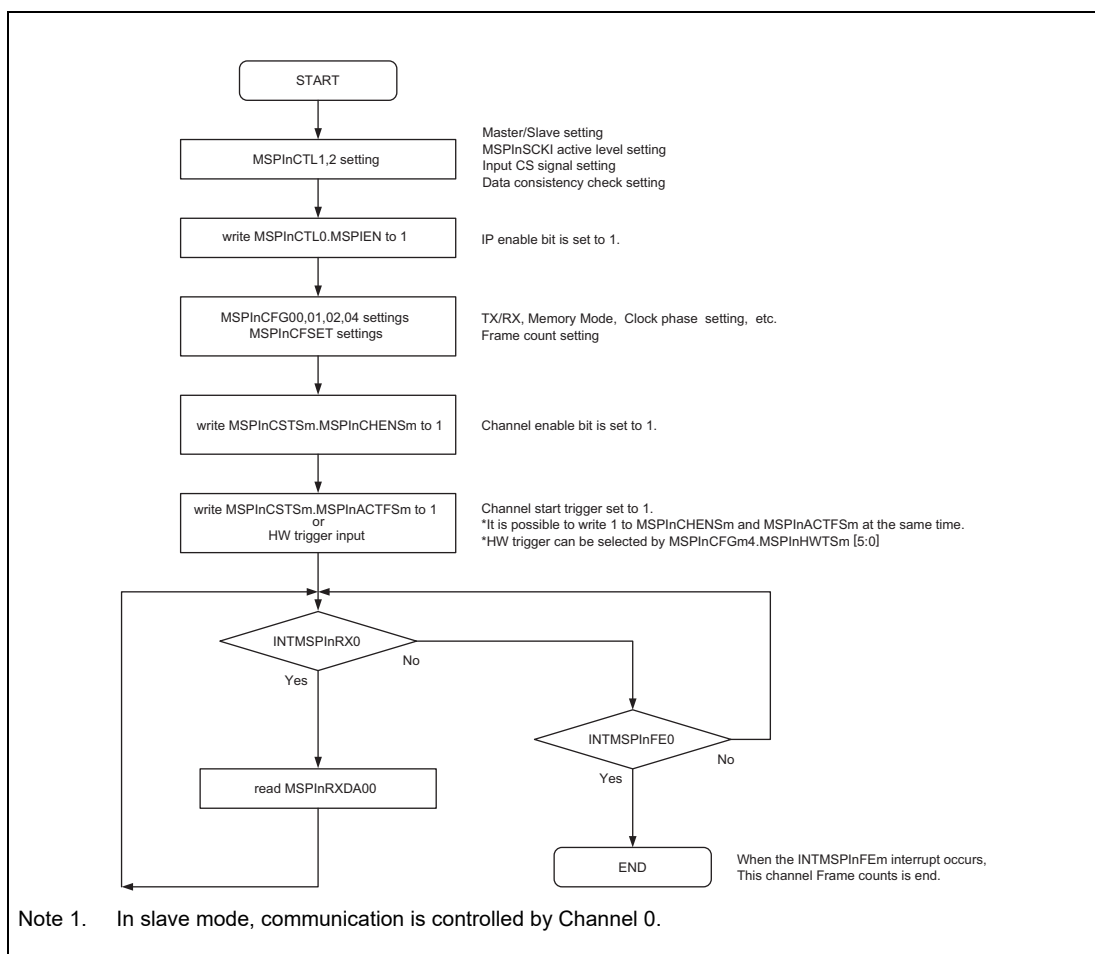 START
MSPInCTL1,2 setting
Master/Slave setting
MSPInSCKI active level setting
Input CS signal setting
Data consistency check setting
write MSPInCTL0.MSPIEN to 1
IP enable bit is set to 1.
MSPInCFG00,01,02,04 settings
MSPInCFSET settings
TX/RX, Memory Mode, Clock phase setting, etc.
Frame count setting
write MSPInCSTSm.MSPInCHENSm to 1
Channel enable bit is set to 1.
write MSPInCSTSm.MSPInACTFSm to 1
or
HW trigger input
Channel start trigger set to 1.
*It is possible to write 1 to MSPInCHENSm and MSPInACTFSm at the same time.
*HW trigger can be selected by MSPInCFGm4.MSPInHWTSm [5:0]
INTMSPInRX0
No
Yes
INTMSPInFE0
No
Yes
read MSPInRXDA00
END
When the INTMSPInFEm interrupt occurs,
This channel Frame counts is end.
Note 1. In slave mode, communication is controlled by Channel 0.